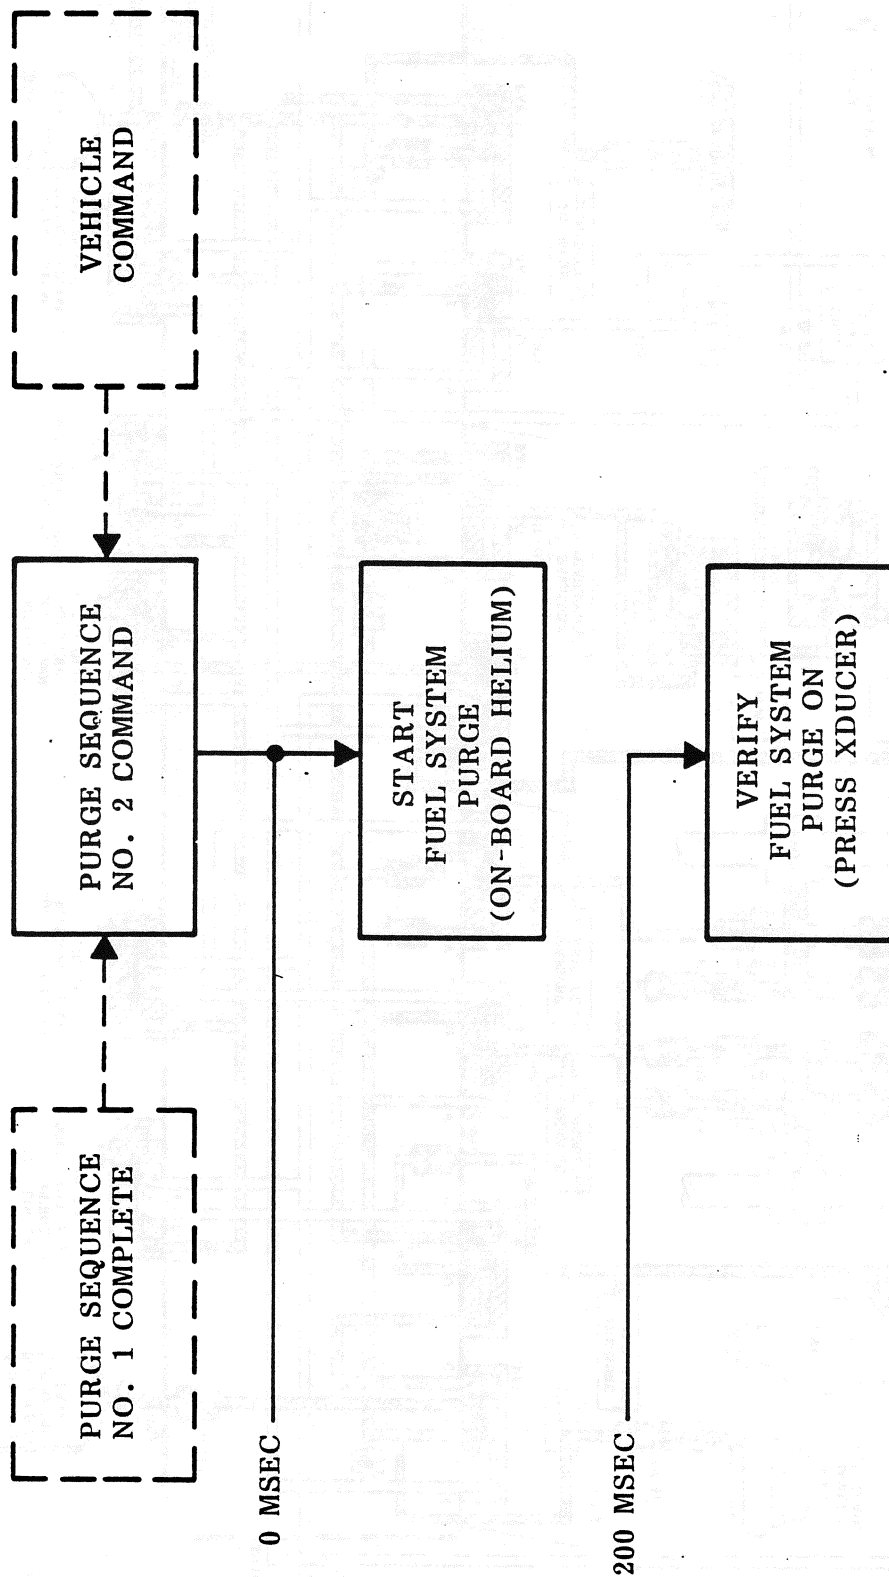 PURGE SEQUENCE
NO. 1 COMPLETE
PURGE SEQUENCE
NO. 2 COMMAND
VEHICLE
COMMAND
0 MSEC
START
FUEL SYSTEM
PURGE
(ON-BOARD HELIUM)
200 MSEC
VERIFY
FUEL SYSTEM
PURGE ON
(PRESS XDUCER)